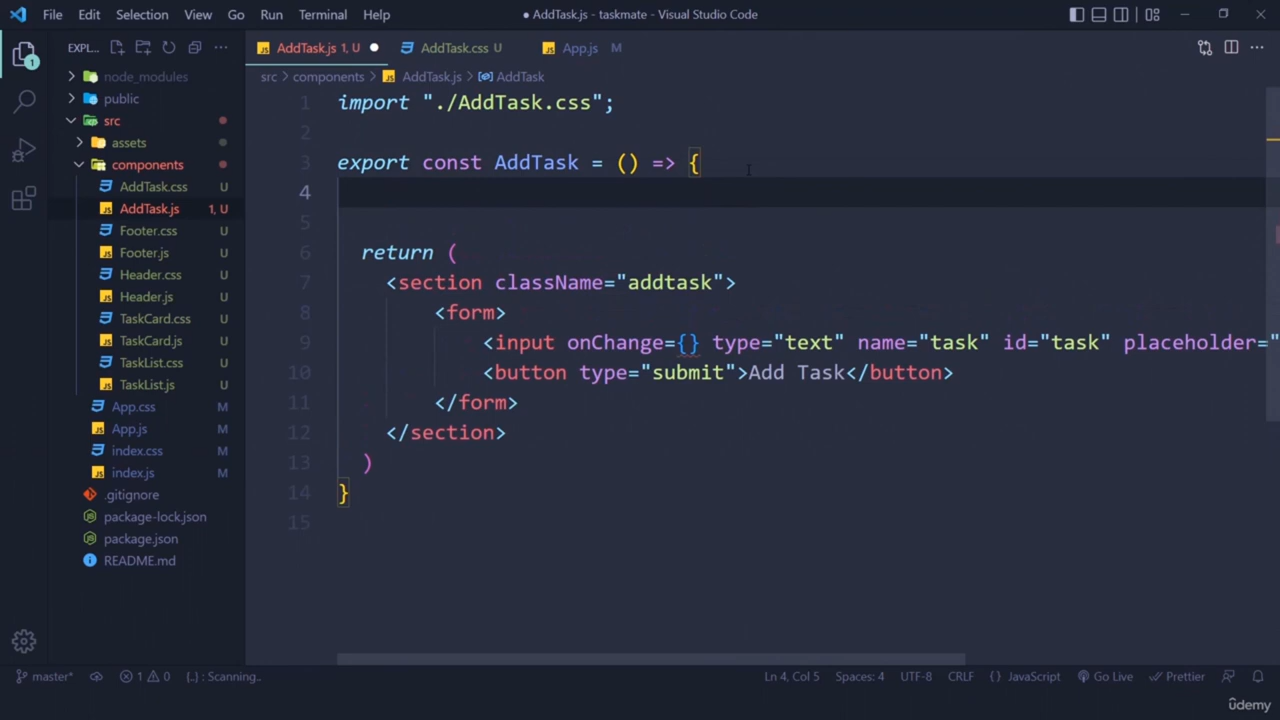 File Edit Selection View Go Run Terminal Help
● AddTask.js - taskmate - Visual Studio Code
EXPL...
1
node_modules
public
src
assets
components
AddTask.css U
AddTask.js 1, U
Footer.css U
Footer.js U
Header.css U
Header.js U
TaskCard.css U
TaskCard.js U
TaskList.css U
TaskList.js U
App.css M
App.js M
index.css M
index.js M
.gitignore
package-lock.json
package.json
README.md
AddTask.js 1, U ● AddTask.css U App.js M
src > components > AddTask.js > AddTask
1 import "./AddTask.css";
2
3 export const AddTask = () => {
4
5
6 return (
7 <section className="addtask">
8 <form>
9 <input onChange={} type="text" name="task" id="task" placeholder="
10 <button type="submit">Add Task</button>
11 </form>
12 </section>
13 )
14 }
15
master* 1 0 {..} : Scanning.. Ln 4, Col 5 Spaces: 4 UTF-8 CRLF {} JavaScript Go Live Prettier
ûdemy